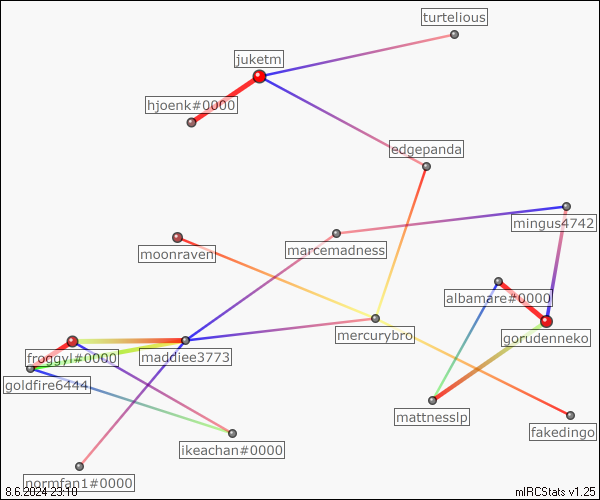 turtelious
juketm
hjoenk#0000
edgepanda
mingus4742
marcemadness
moonraven
albamare#0000
mercurybro
gorudenneko
froggyl#0000
maddiee3773
goldfire6444
mattnesslp
fakedingo
ikeachan#0000
normfan1#0000
8.6.2024 23:10
mIRCStats v1.25